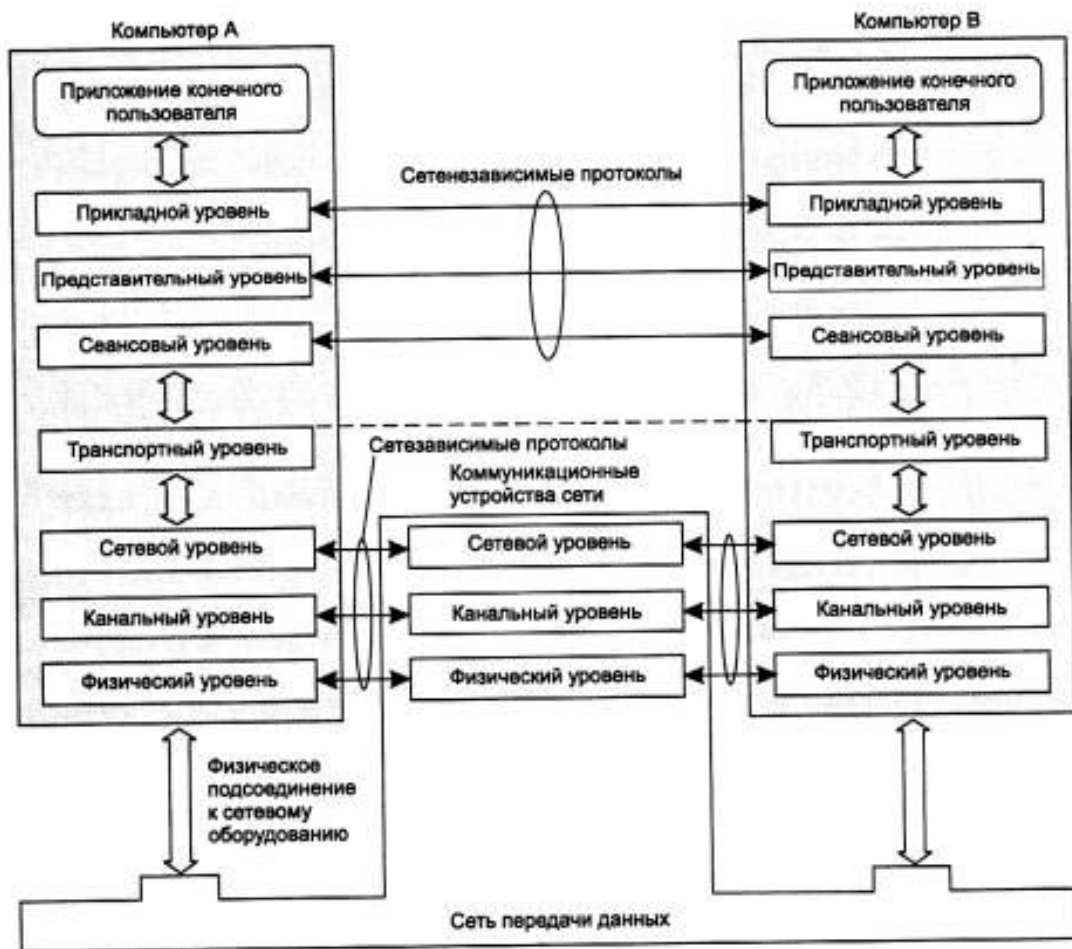 Компьютер А
Компьютер В
Приложение конечного
пользователя
Приложение конечного
пользователя
Сетенезависимые протоколы
Прикладной уровень
Прикладной уровень
Представительный уровень
Представительный уровень
Сеансовый уровень
Сеансовый уровень
Транспортный уровень
Транспортный уровень
Сетезависимые протоколы
Коммуникационные
устройства сети
Сетевой уровень
Сетевой уровень
Сетевой уровень
Канальный уровень
Канальный уровень
Канальный уровень
Физический уровень
Физический уровень
Физический уровень
Физическое
подсоединение
к сетевому
оборудованию
Сеть передачи данных